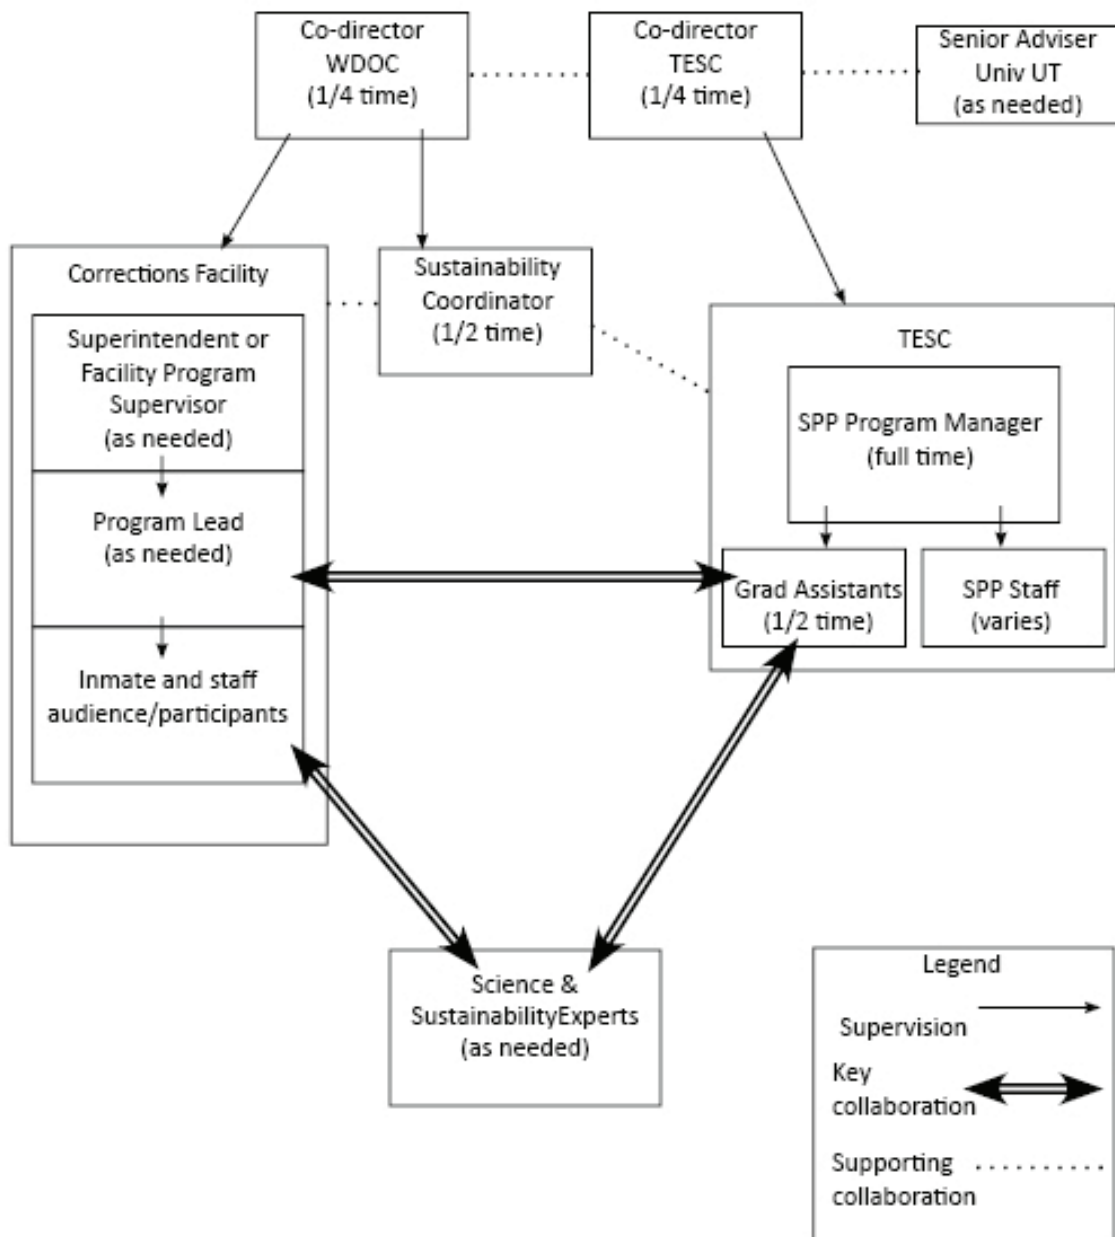 Co-director
WDOC
(1/4 time)
Co-director
TESC
(1/4 time)
Senior Adviser
Univ UT
(as needed)
Corrections Facility
Superintendent or
Facility Program
Supervisor
(as needed)
Program Lead
(as needed)
Inmate and staff
audience/participants
Sustainability
Coordinator
(1/2 time)
TESC
SPP Program Manager
(full time)
Grad Assistants
(1/2 time)
SPP Staff
(varies)
Science &
SustainabilityExperts
(as needed)
Legend
Supervision
Key
collaboration
Supporting
collaboration